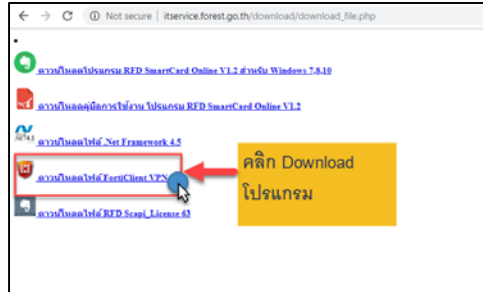 Not secure | itservice.forest.go.th/download/download_file.php
ดาวน์โหลดโปรแกรม RFD SmartCard Online V1.2 สำหรับ Windows 7,8,10
ดาวน์โหลดคู่มือการใช้งาน โปรแกรม RFD SmartCard Online V1.2
.NET 4.5
ดาวน์โหลดไฟล์ .Net Framework 4.5
ดาวน์โหลดไฟล์ FortiClient VPN
คลิก Download
โปรแกรม
ดาวน์โหลดไฟล์ RFD Scapi_License 63